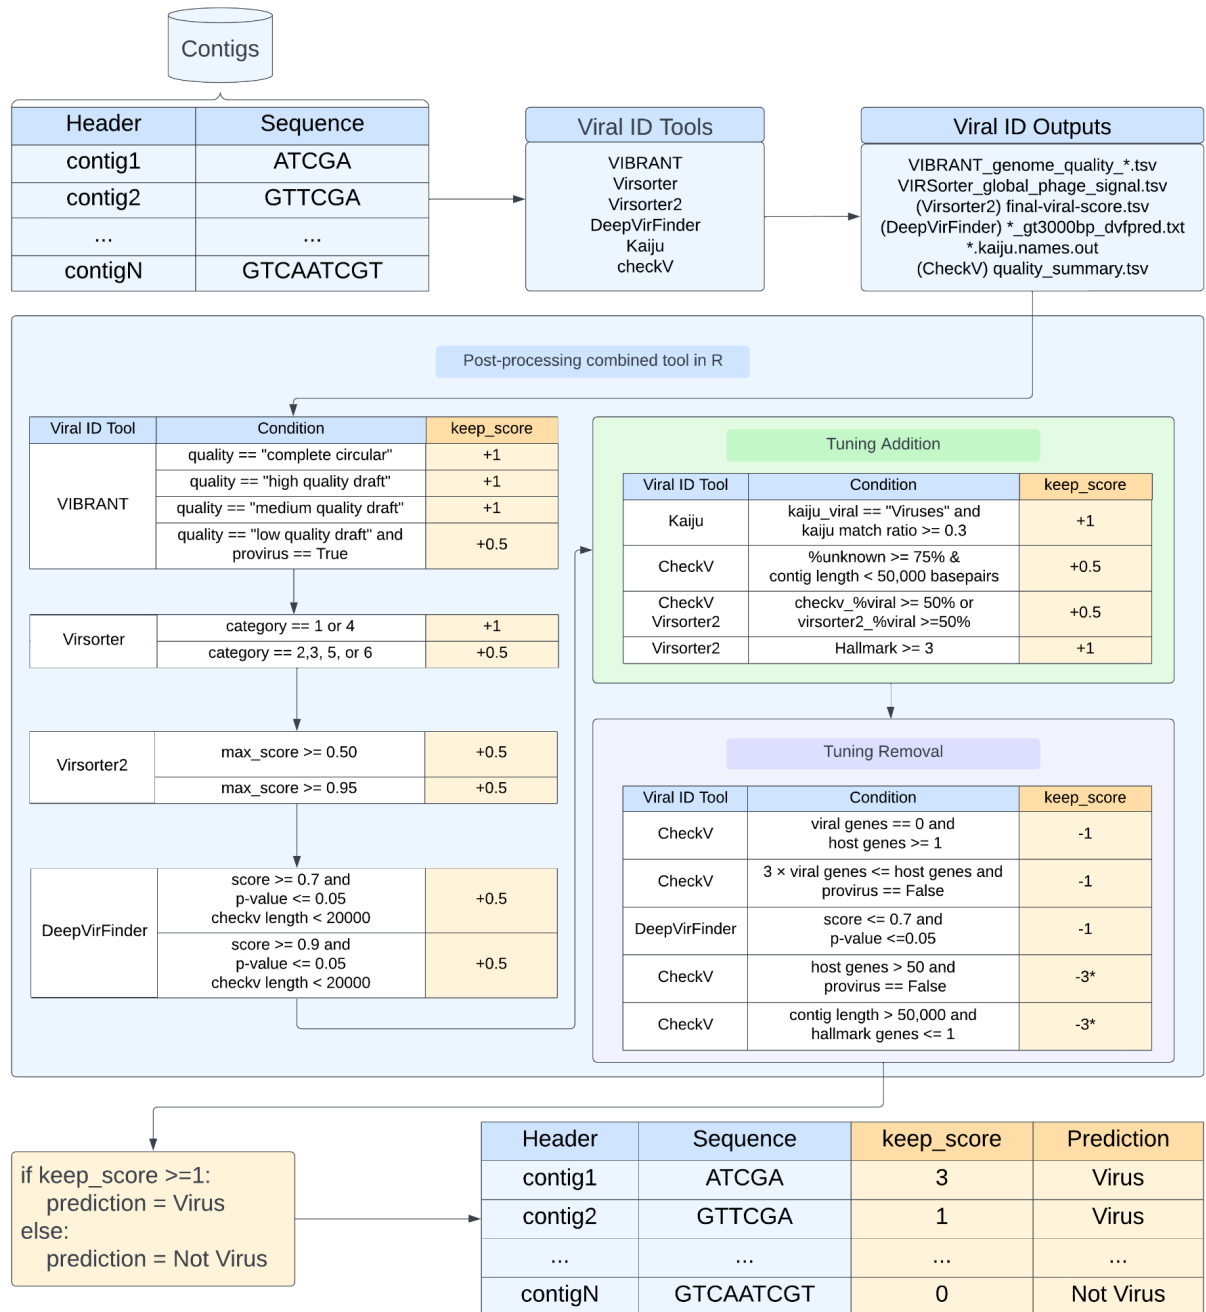 Contigs
Header Sequence
contig1 ATCGA
contig2 GTTCGA
... ...
contigN GTCAATCGT
Viral ID Tools
VIBRANT
Virsorter
Virsorter2
DeepVirFinder
Kaiju
checkV
Viral ID Outputs
VIBRANT_genome_quality_*.tsv
VIRSorter_global_phage_signal.tsv
(Virsorter2) final-viral-score.tsv
(DeepVirFinder) *_gt3000bp_dvfpred.txt
*.kaiju.names.out
(CheckV) quality_summary.tsv
Post-processing combined tool in R
Viral ID Tool Condition keep_score
VIBRANT
quality == "complete circular" +1
quality == "high quality draft" +1
quality == "medium quality draft" +1
quality == "low quality draft" and
provirus == True
+0.5
Virsorter
category == 1 or 4 +1
category == 2,3, 5, or 6 +0.5
Virsorter2
max_score >= 0.50 +0.5
max_score >= 0.95 +0.5
DeepVirFinder
score >= 0.7 and
p-value <= 0.05
checkv length < 20000
+0.5
score >= 0.9 and
p-value <= 0.05
checkv length < 20000
+0.5
Tuning Addition
Viral ID Tool Condition keep_score
Kaiju
kaiju_viral == "Viruses" and
kaiju match ratio >= 0.3
+1
CheckV
%unknown >= 75% &
contig length < 50,000 basepairs
+0.5
CheckV
Virsorter2
checkv_%viral >= 50% or
virsorter2_%viral >=50%
+0.5
Virsorter2 Hallmark >= 3 +1
Tuning Removal
Viral ID Tool Condition keep_score
CheckV
viral genes == 0 and
host genes >= 1
-1
CheckV
3 × viral genes <= host genes and
provirus == False
-1
DeepVirFinder
score <= 0.7 and
p-value <=0.05
-1
CheckV
host genes > 50 and
provirus == False
-3*
CheckV
contig length > 50,000 and
hallmark genes <= 1
-3*
if keep_score >=1:
prediction = Virus
else:
prediction = Not Virus
Header Sequence keep_score Prediction
contig1 ATCGA 3 Virus
contig2 GTTCGA 1 Virus
... ... ... ...
contigN GTCAATCGT 0 Not Virus